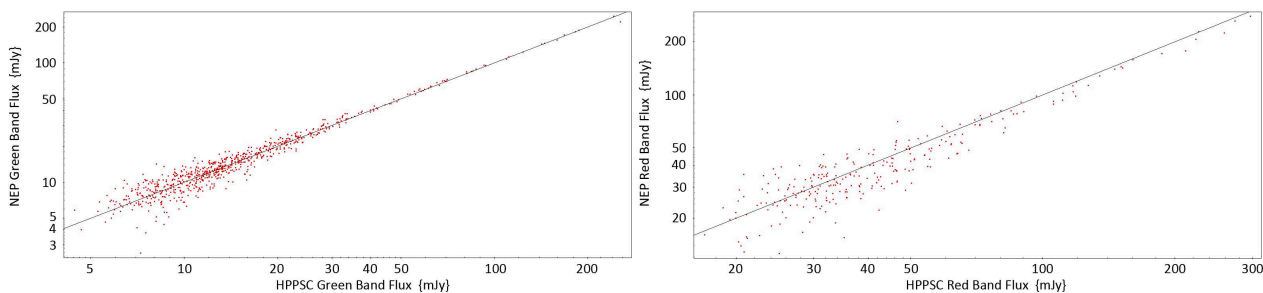 NEP Green Band Flux {mJy}
200
100
50
10
5
4
3
5 10 20 30 40 50 100 200
HPPSC Green Band Flux {mJy}
NEP Red Band Flux {mJy}
200
100
50
40
30
20
20 30 40 50 100 200 300
HPPSC Red Band Flux {mJy}